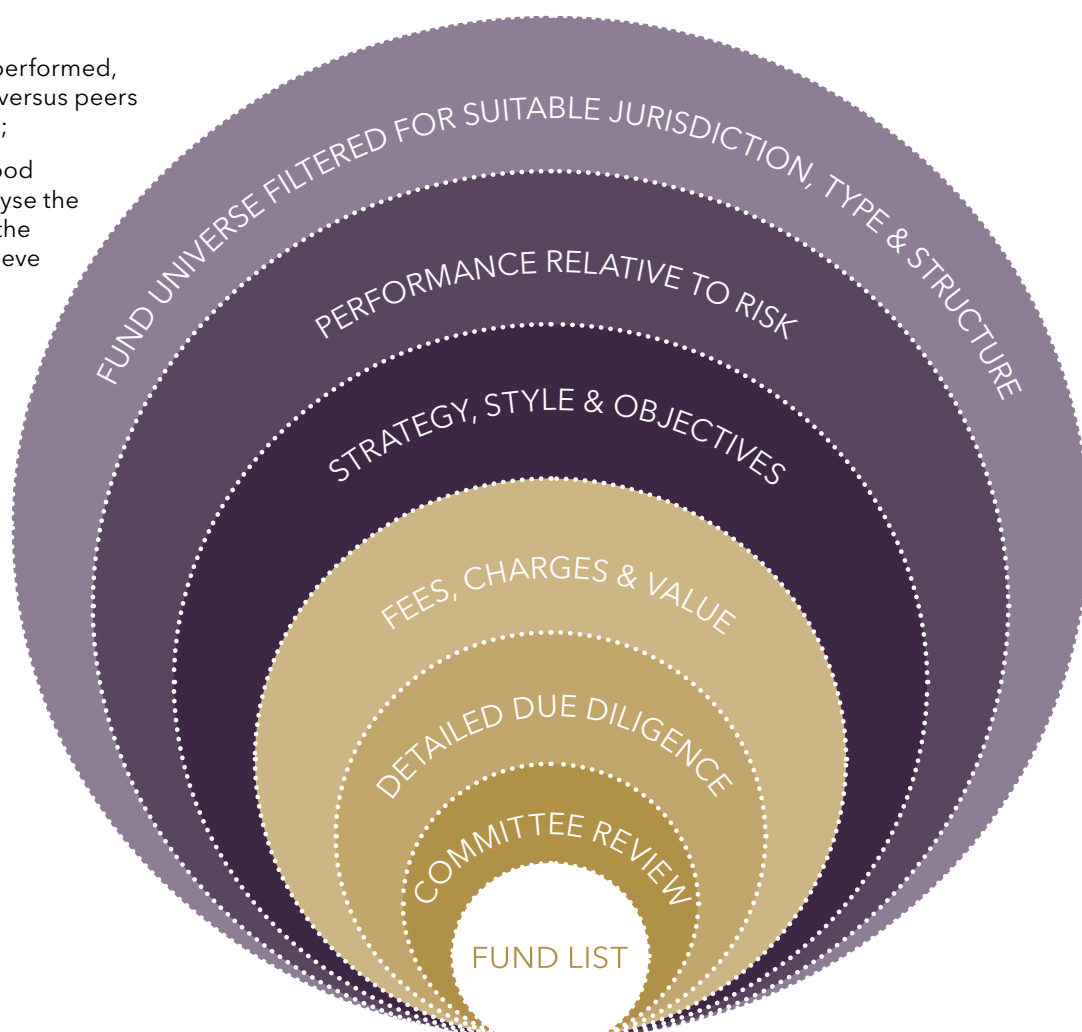 performed,
versus peers
;
ood
yse the
the
eve
FUND UNIVERSE FILTERED FOR SUITABLE JURISDICTION, TYPE & STRUCTURE
PERFORMANCE RELATIVE TO RISK
STRATEGY, STYLE & OBJECTIVES
FEES, CHARGES & VALUE
DETAILED DUE DILIGENCE
COMMITTEE REVIEW
FUND LIST